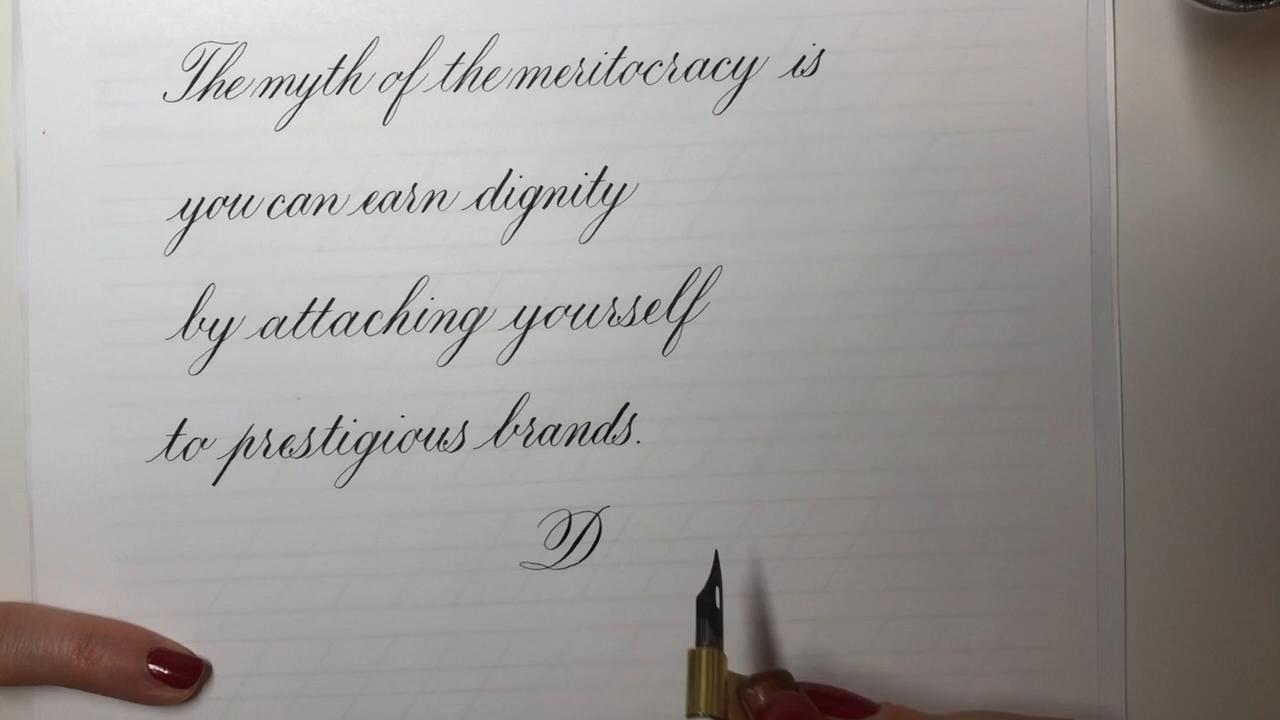 The myth of the meritocracy is
you can earn dignity
by attaching yourself
to prestigious brands.
D